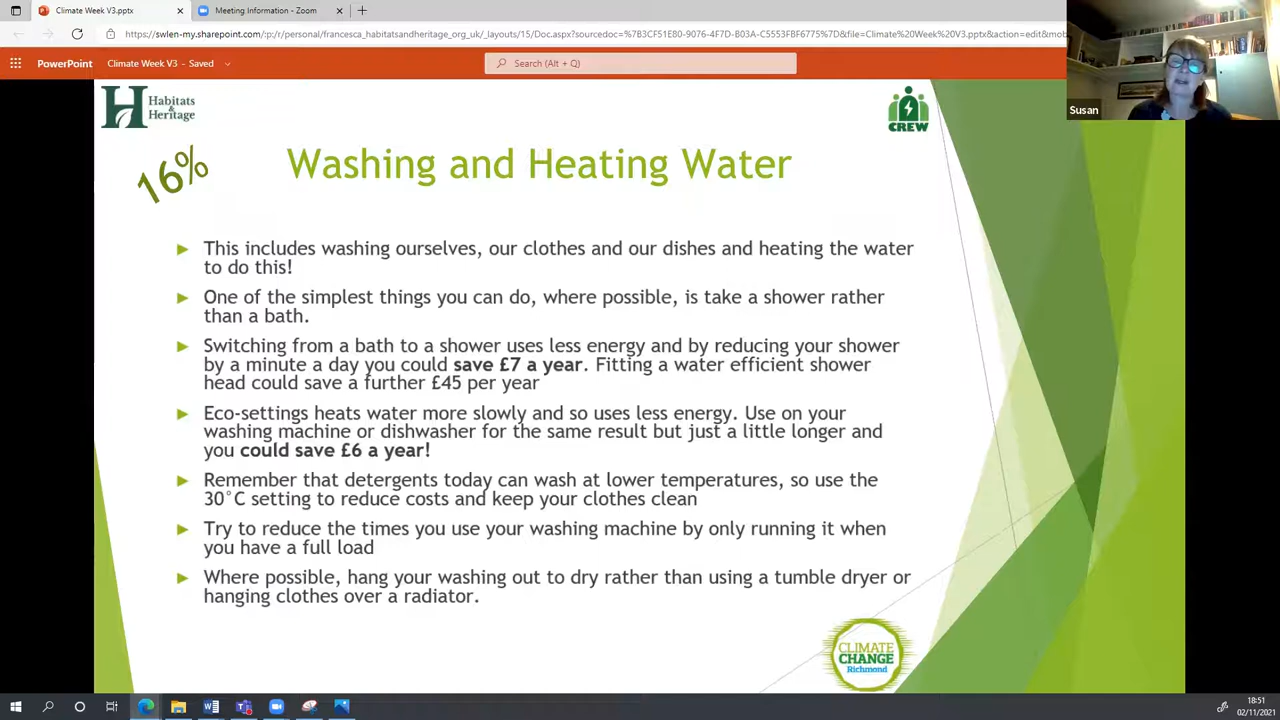 Climate Week V3.pptx
Meeting Information - Zoom
https://swlen-my.sharepoint.com/:p:/r/personal/francesca_habitatsandheritage_org_uk/_layouts/15/Doc.aspx?sourcedoc=%7B3CF51E80-9076-4F7D-B03A-C5553FBF6775%7D&file=Climate%20Week%20V3.pptx&action=edit&mob
PowerPoint
Climate Week V3 - Saved
Search (Alt + Q)
Susan
H Habitats
&
Heritage
CREW
16%
Washing and Heating Water
This includes washing ourselves, our clothes and our dishes and heating the water
to do this!
One of the simplest things you can do, where possible, is take a shower rather
than a bath.
Switching from a bath to a shower uses less energy and by reducing your shower
by a minute a day you could save £7 a year. Fitting a water efficient shower
head could save a further £45 per year
Eco-settings heats water more slowly and so uses less energy. Use on your
washing machine or dishwasher for the same result but just a little longer and
you could save £6 a year!
Remember that detergents today can wash at lower temperatures, so use the
30°C setting to reduce costs and keep your clothes clean
Try to reduce the times you use your washing machine by only running it when
you have a full load
Where possible, hang your washing out to dry rather than using a tumble dryer or
hanging clothes over a radiator.
CLIMATE
CHANGE
Richmond
18:51
02/11/2021